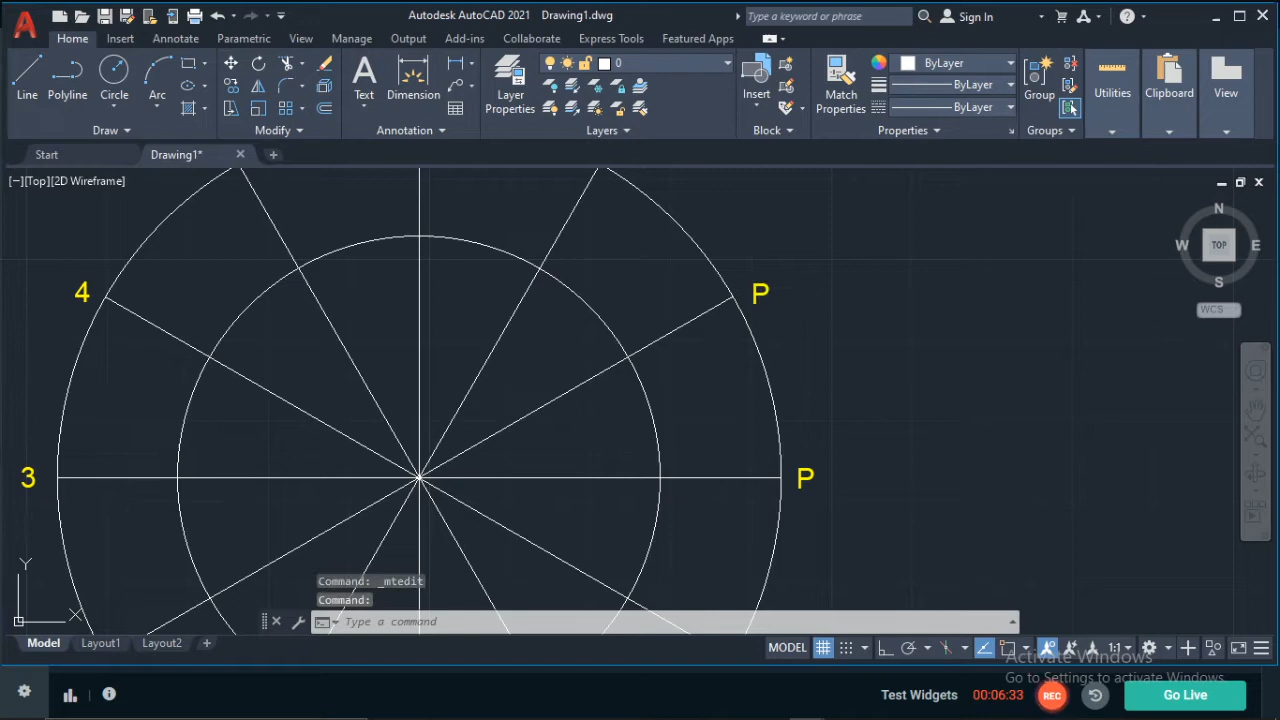 Autodesk AutoCAD 2021 Drawing1.dwg
Type a keyword or phrase
Sign In
Home Insert Annotate Parametric View Manage Output Add-ins Collaborate Express Tools Featured Apps
Line
Polyline
Circle
Arc
Text
Dimension
Layer
Properties
0
Insert
Match
Properties
ByLayer
ByLayer
ByLayer
Group
Utilities
Clipboard
View
Draw
Modify
Annotation
Layers
Block
Properties
Groups
Start
Drawing1*
[−][Top][2D Wireframe]
N
W
TOP
E
S
WCS
4
P
3
P
Y
X
Command: _mtedit
Command:
Type a command
Model
Layout1
Layout2
MODEL
1:1
Activate Windows
Go to Settings to activate Windows.
Test Widgets
00:06:33
REC
Go Live